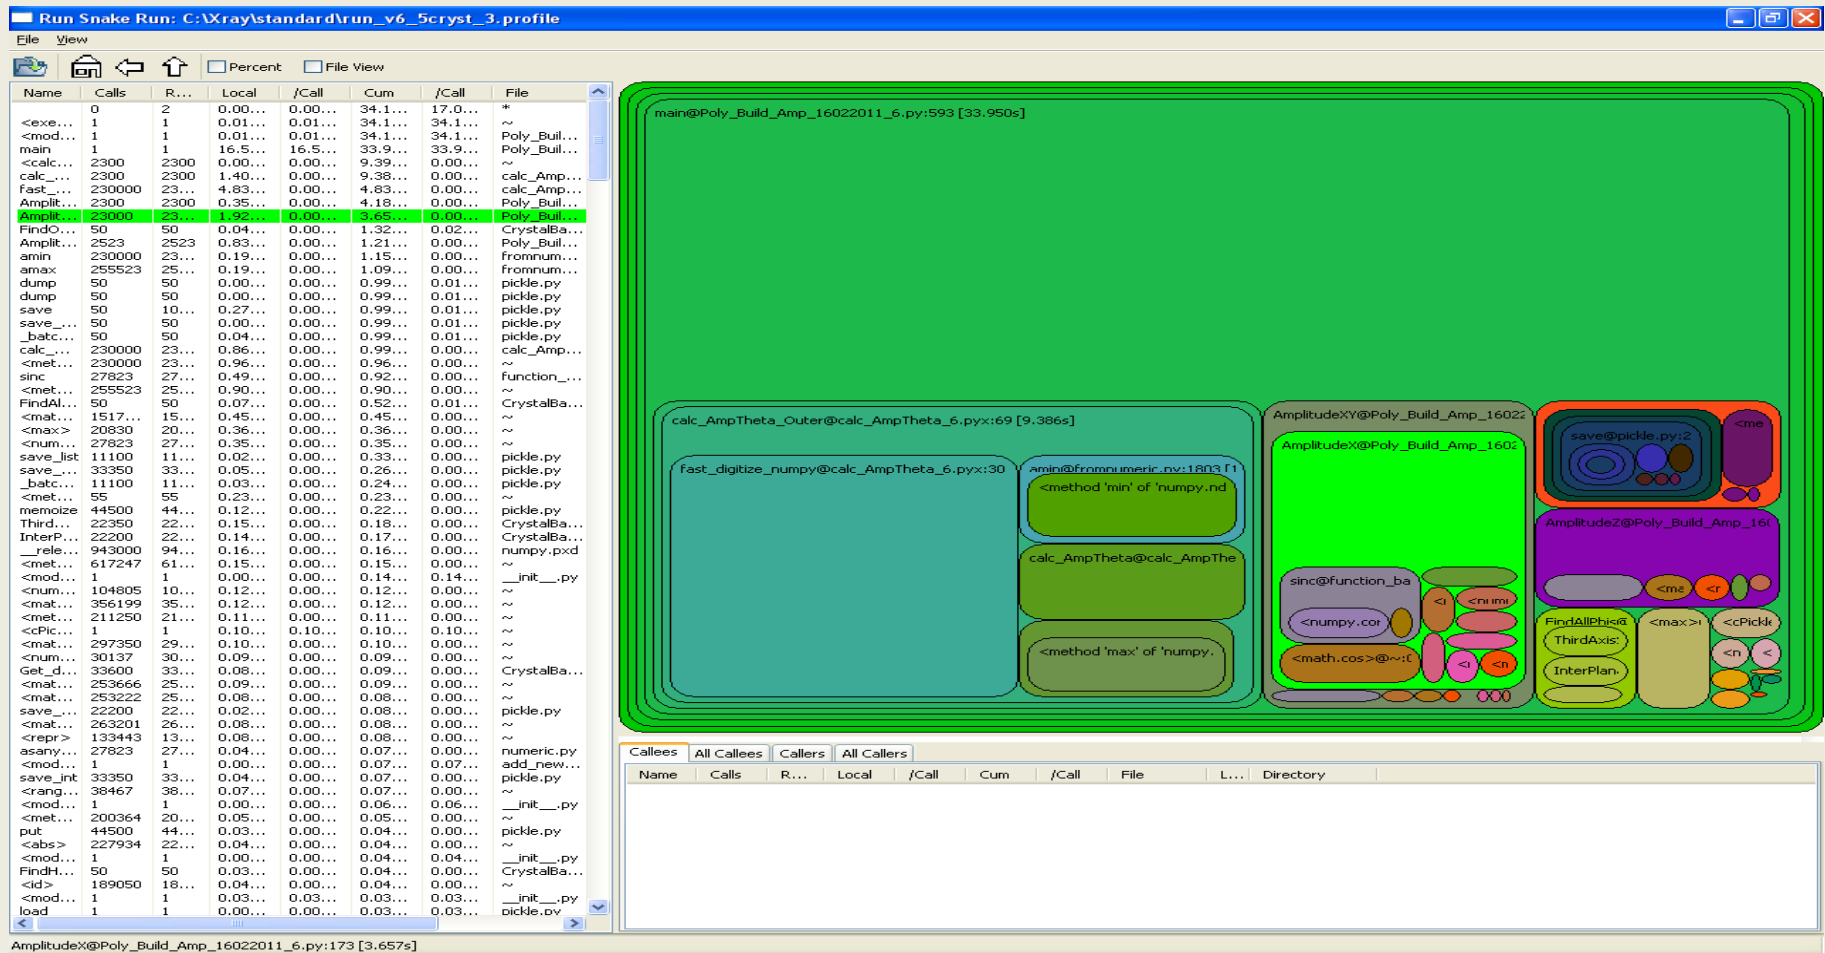 Run Snake Run: C:\Xray\standard\run_v6_5cryst_3.profile
File View
Percent File View
Name Calls R... Local /Call Cum /Call File
0 2 0.00... 0.00... 34.1... 17.0... *
<exe... 1 1 0.01... 0.01... 34.1... 34.1... ~
<mod... 1 1 0.01... 0.01... 34.1... 34.1... Poly_Buil...
main 1 1 16.5... 16.5... 33.9... 33.9... Poly_Buil...
<calc... 2300 2300 0.00... 0.00... 9.39... 0.00... ~
calc_... 2300 2300 1.40... 0.00... 9.38... 0.00... calc_Amp...
fast_... 230000 23... 4.83... 0.00... 4.83... 0.00... calc_Amp...
Amplit... 2300 2300 0.35... 0.00... 4.18... 0.00... Poly_Buil...
Amplit... 23000 23... 1.92... 0.00... 3.65... 0.00... Poly_Buil...
FindO... 50 50 0.04... 0.00... 1.32... 0.02... CrystalBa...
Amplit... 2523 2523 0.83... 0.00... 1.21... 0.00... Poly_Buil...
amin 230000 23... 0.19... 0.00... 1.15... 0.00... fromnum...
amax 255523 25... 0.19... 0.00... 1.09... 0.00... fromnum...
dump 50 50 0.00... 0.00... 0.99... 0.01... pickle.py
dump 50 50 0.00... 0.00... 0.99... 0.01... pickle.py
save 50 10... 0.27... 0.00... 0.99... 0.01... pickle.py
save_... 50 50 0.00... 0.00... 0.99... 0.01... pickle.py
_batc... 50 50 0.04... 0.00... 0.99... 0.01... pickle.py
calc_... 230000 23... 0.86... 0.00... 0.99... 0.00... calc_Amp...
<met... 230000 23... 0.96... 0.00... 0.96... 0.00... ~
sinc 27823 27... 0.49... 0.00... 0.92... 0.00... function_...
<met... 255523 25... 0.90... 0.00... 0.90... 0.00... ~
FindAl... 50 50 0.07... 0.00... 0.52... 0.01... CrystalBa...
<mat... 1517... 15... 0.45... 0.00... 0.45... 0.00... ~
<max> 20830 20... 0.36... 0.00... 0.36... 0.00... ~
<num... 27823 27... 0.35... 0.00... 0.35... 0.00... ~
save_list 11100 11... 0.02... 0.00... 0.33... 0.00... pickle.py
save_... 33350 33... 0.05... 0.00... 0.26... 0.00... pickle.py
_batc... 11100 11... 0.03... 0.00... 0.24... 0.00... pickle.py
<met... 55 55 0.23... 0.00... 0.23... 0.00... ~
memoize 44500 44... 0.12... 0.00... 0.22... 0.00... pickle.py
Third... 22350 22... 0.15... 0.00... 0.18... 0.00... CrystalBa...
InterP... 22200 22... 0.14... 0.00... 0.17... 0.00... CrystalBa...
__rele... 943000 94... 0.16... 0.00... 0.16... 0.00... numpy.pxd
<met... 617247 61... 0.15... 0.00... 0.15... 0.00... ~
<mod... 1 1 0.00... 0.00... 0.14... 0.14... __init__.py
<num... 104805 10... 0.12... 0.00... 0.12... 0.00... ~
<mat... 356199 35... 0.12... 0.00... 0.12... 0.00... ~
<met... 211250 21... 0.11... 0.00... 0.11... 0.00... ~
<cPic... 1 1 0.10... 0.10... 0.10... 0.10... ~
<mat... 297350 29... 0.10... 0.00... 0.10... 0.00... ~
<num... 30137 30... 0.09... 0.00... 0.09... 0.00... ~
Get_d... 33600 33... 0.08... 0.00... 0.09... 0.00... CrystalBa...
<mat... 253666 25... 0.09... 0.00... 0.09... 0.00... ~
<mat... 253222 25... 0.08... 0.00... 0.08... 0.00... ~
save_... 22200 22... 0.02... 0.00... 0.08... 0.00... pickle.py
<mat... 263201 26... 0.08... 0.00... 0.08... 0.00... ~
<repr> 133443 13... 0.08... 0.00... 0.08... 0.00... ~
asany... 27823 27... 0.04... 0.00... 0.07... 0.00... numeric.py
<mod... 1 1 0.00... 0.00... 0.07... 0.07... add_new...
save_int 33350 33... 0.04... 0.00... 0.07... 0.00... pickle.py
<rang... 38467 38... 0.07... 0.00... 0.07... 0.00... ~
<mod... 1 1 0.00... 0.00... 0.06... 0.06... __init__.py
<met... 200364 20... 0.05... 0.00... 0.05... 0.00... ~
put 44500 44... 0.03... 0.00... 0.04... 0.00... pickle.py
<abs> 227934 22... 0.04... 0.00... 0.04... 0.00... ~
<mod... 1 1 0.00... 0.00... 0.04... 0.04... __init__.py
FindH... 50 50 0.03... 0.00... 0.04... 0.00... CrystalBa...
<id> 189050 18... 0.04... 0.00... 0.04... 0.00... ~
<mod... 1 1 0.03... 0.03... 0.03... 0.03... __init__.py
load 1 1 0.00... 0.00... 0.03... 0.03... pickle.py
main@Poly_Build_Amp_16022011_6.py:593 [33.950s]
calc_AmpTheta_Outer@calc_AmpTheta_6.pyx:69 [9.386s]
fast_digitize_numpy@calc_AmpTheta_6.pyx:30
amin@fromnumeric.py:1803 [1
<method 'min' of 'numpy.nd
calc_AmpTheta@calc_AmpThe
<method 'max' of 'numpy.
AmplitudeXY@Poly_Build_Amp_16022
AmplitudeX@Poly_Build_Amp_1602
sinc@function_ba
<numpy.cor
<math.cos>@~:0
<r
<num
<i
<n
save@pickle.py:2
<me
AmplitudeZ@Poly_Build_Amp_160
<ma
<r
FindAllPhis@
ThirdAxis:
InterPlan
<max>
<cPickle
<n
<
Callees All Callees Callers All Callers
Name Calls R... Local /Call Cum /Call File L... Directory
AmplitudeX@Poly_Build_Amp_16022011_6.py:173 [3.657s]